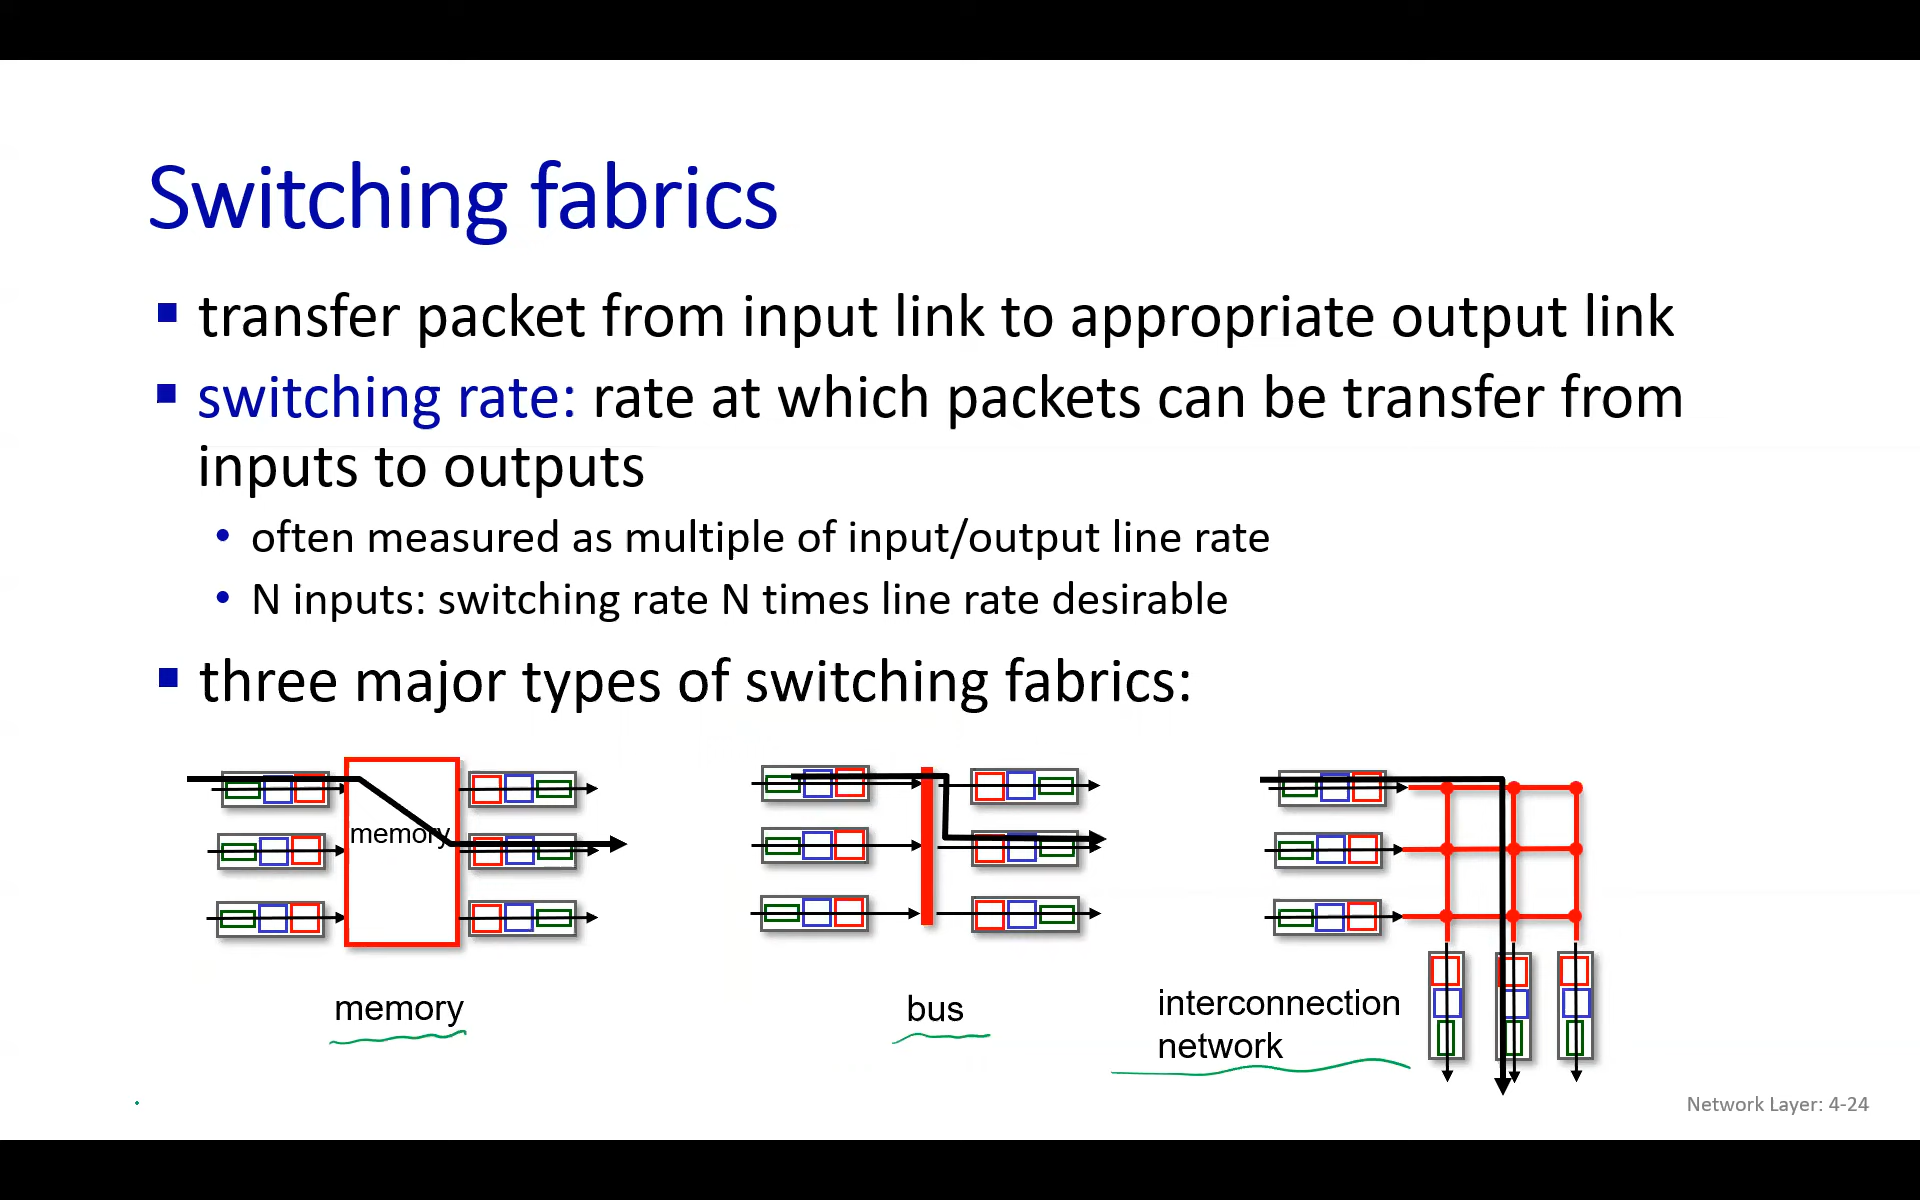 Switching fabrics
▪ transfer packet from input link to appropriate output link
▪ switching rate: rate at which packets can be transfer from
inputs to outputs
• often measured as multiple of input/output line rate
• N inputs: switching rate N times line rate desirable
▪ three major types of switching fabrics:
memory
memory
bus
interconnection
network
Network Layer: 4-24